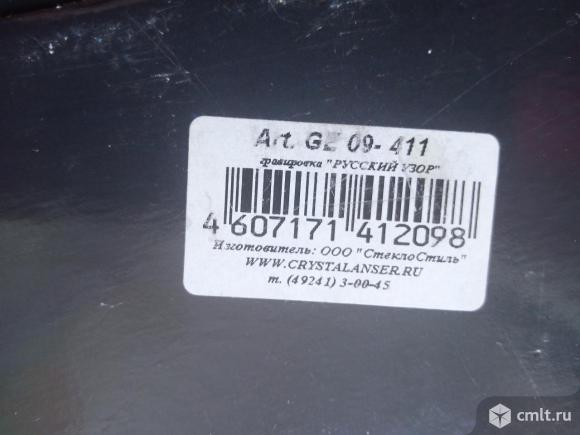 Art. GE 09- 411
гравировка "РУССКИЙ УЗОР"
4 607171 412098
Изготовитель: ООО "СтеклоСтиль"
WWW.CRYSTALANSER.RU
т. (49241) 3-00-45
cmlt.ru